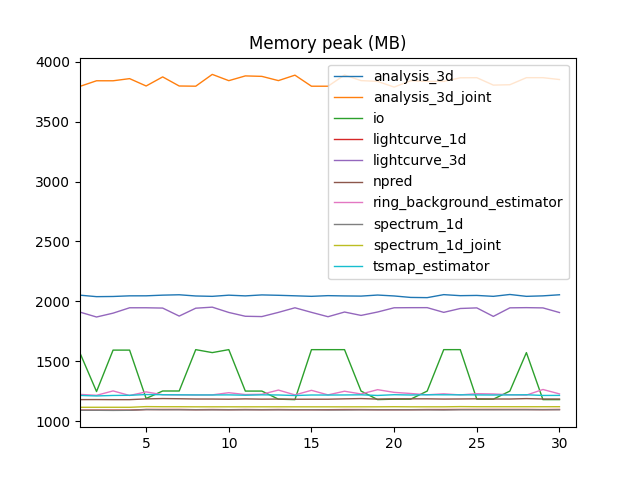 Memory peak (MB)
4000
3500
3000
2500
2000
1500
1000
analysis_3d
analysis_3d_joint
io
lightcurve_1d
lightcurve_3d
npred
ring_background_estimator
spectrum_1d
spectrum_1d_joint
tsmap_estimator
5
10
15
20
25
30